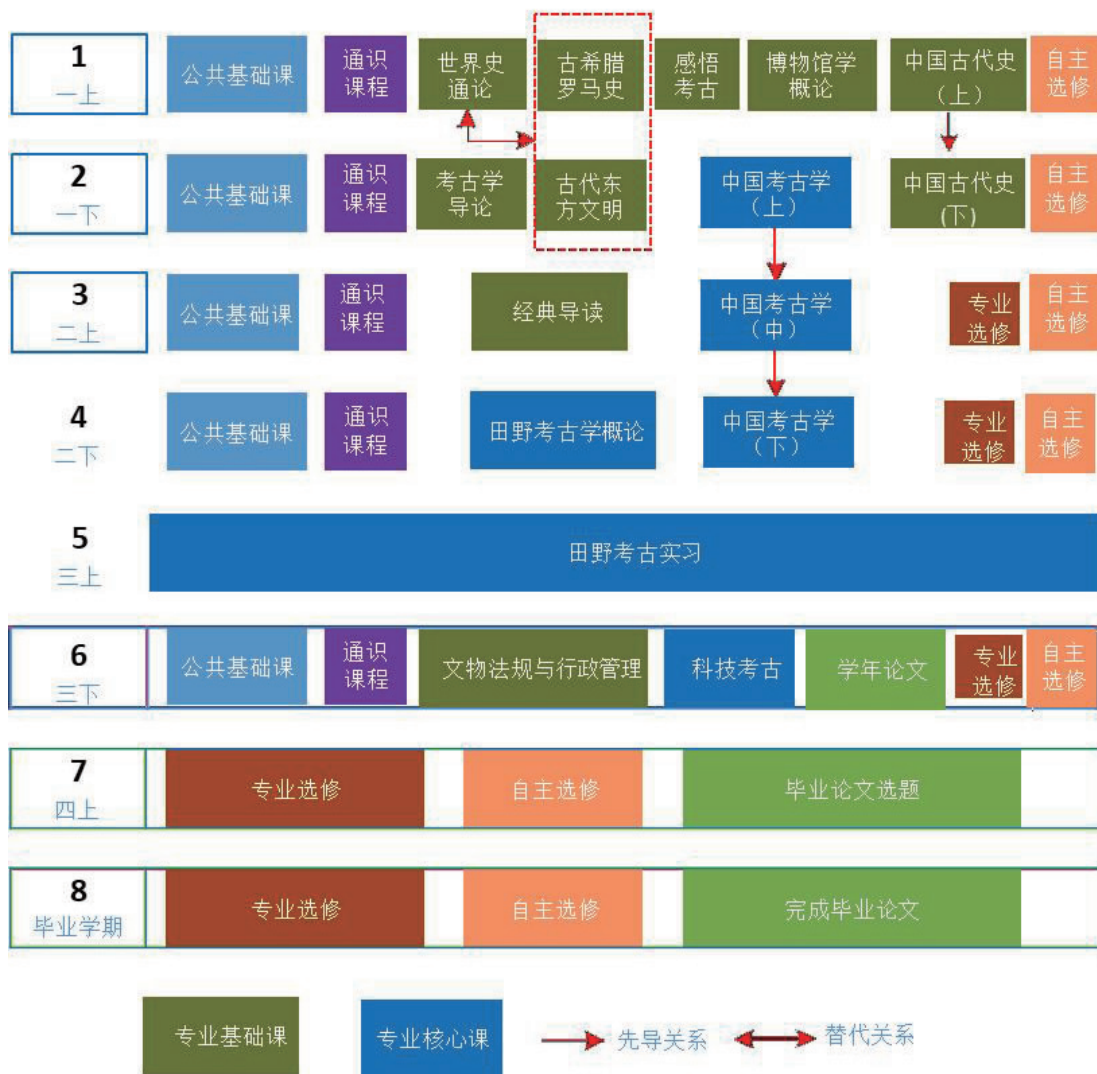 1
一上
公共基础课
通识
课程
世界史
通论
古希腊
罗马史
感悟
考古
博物馆学
概论
中国古代史
（上）
自主
选修
2
一下
公共基础课
通识
课程
考古学
导论
古代东
方文明
中国考古学
（上）
中国古代史
(下)
自主
选修
3
二上
公共基础课
通识
课程
经典导读
中国考古学
（中）
专业
选修
自主
选修
4
二下
公共基础课
通识
课程
田野考古学概论
中国考古学
（下）
专业
选修
自主
选修
5
三上
田野考古实习
6
三下
公共基础课
通识
课程
文物法规与行政管理
科技考古
学年论文
专业
选修
自主
选修
7
四上
专业选修
自主选修
毕业论文选题
8
毕业学期
专业选修
自主选修
完成毕业论文
专业基础课
专业核心课
先导关系
替代关系